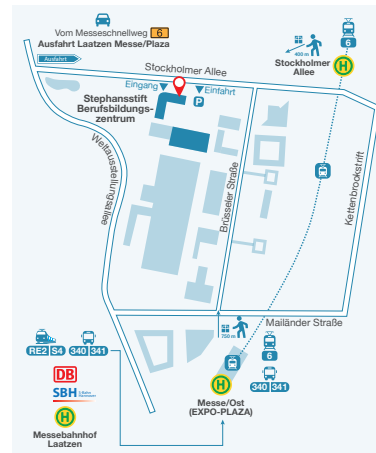 Vom Messeschnellweg 6
Ausfahrt Laatzen Messe/Plaza
Ausfahrt
6
400 m
Stockholmer
Allee
H
Stockholmer Allee
Eingang
Einfahrt
P
Stephansstift
Berufsbildungs-
zentrum
Weltausstellungsallee
Brüsseler Straße
Kettenbrookstrift
750 m
Mailänder Straße
6
340 341
H
Messe/Ost
(EXPO-PLAZA)
RE2 S4 340 341
DB
SBH
H
Messebahnhof
Laatzen